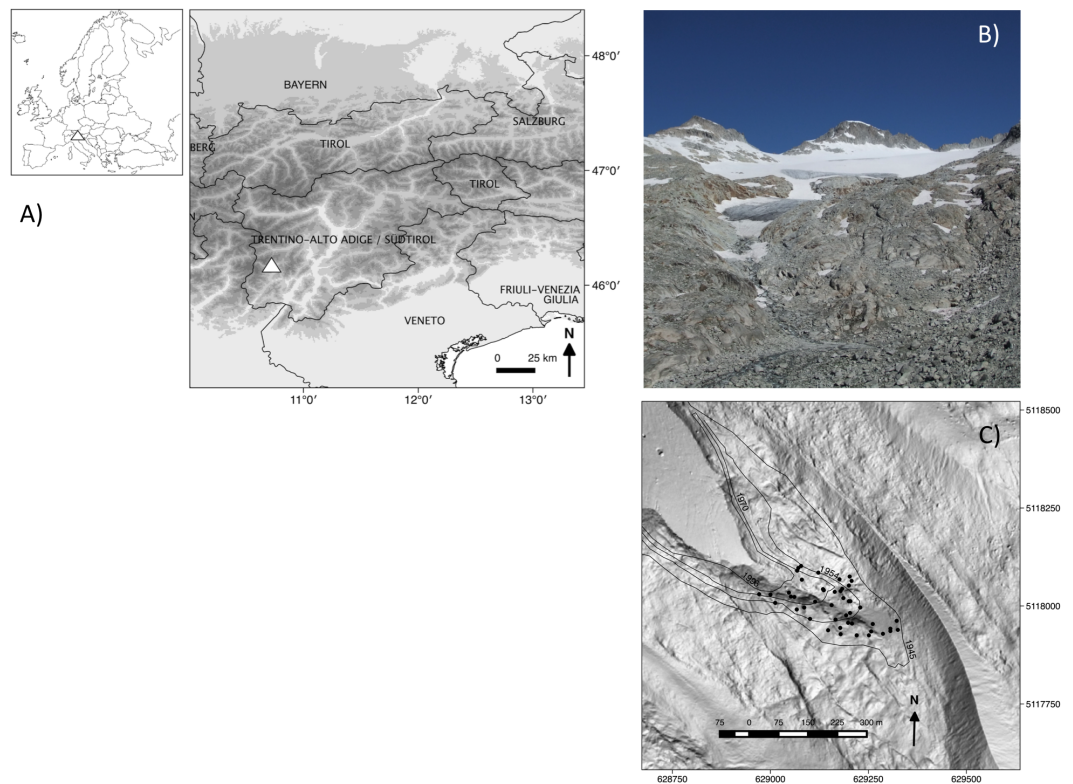 A)
BAYERN
SALZBURG
BERG
TIROL
TIROL
TRENTINO-ALTO ADIGE / SÜDTIROL
FRIULI-VENEZIA
GIULIA
VENETO
N
0 25 km
48°0′
47°0′
46°0′
11°0′ 12°0′ 13°0′
B)
C)
1970
1954
1945
N
75 0 75 150 225 300 m
5118500
5118250
5118000
5117750
628750 629000 629250 629500